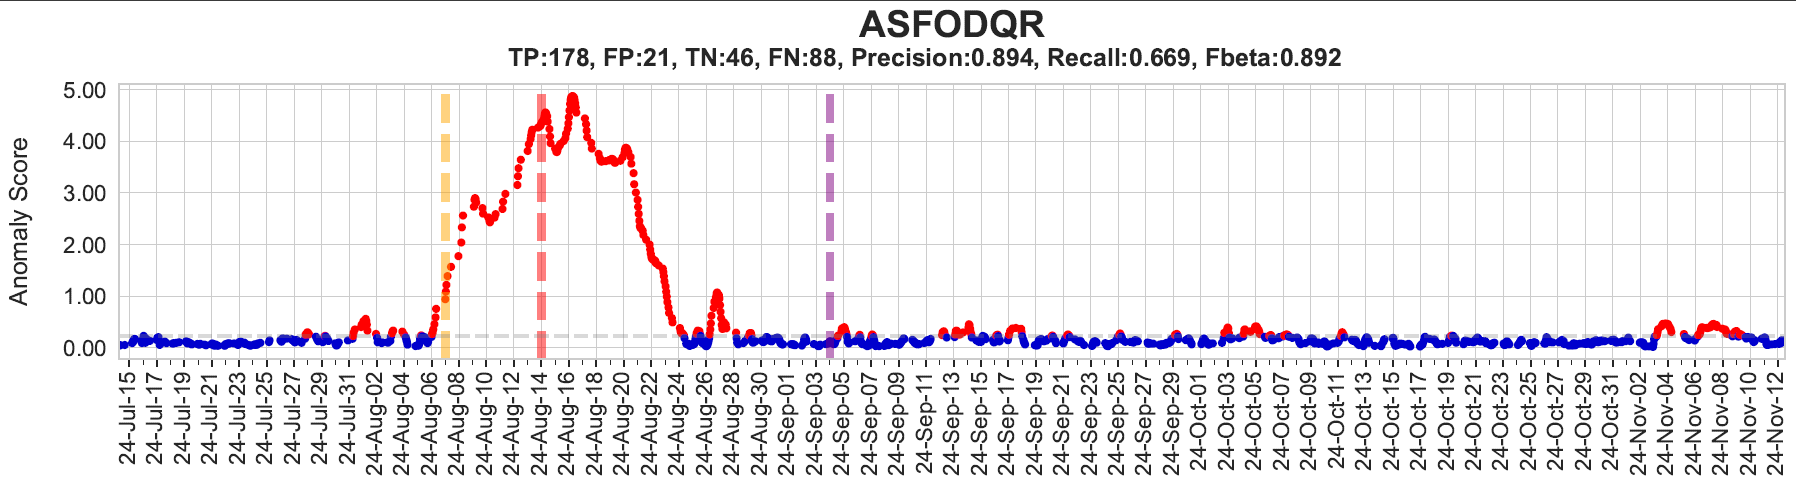 ASFODQR
TP:178, FP:21, TN:46, FN:88, Precision:0.894, Recall:0.669, Fbeta:0.892
Anomaly Score
5.00
4.00
3.00
2.00
1.00
0.00
24-Jul-15
24-Jul-17
24-Jul-19
24-Jul-21
24-Jul-23
24-Jul-25
24-Jul-27
24-Jul-29
24-Jul-31
24-Aug-02
24-Aug-04
24-Aug-06
24-Aug-08
24-Aug-10
24-Aug-12
24-Aug-14
24-Aug-16
24-Aug-18
24-Aug-20
24-Aug-22
24-Aug-24
24-Aug-26
24-Aug-28
24-Aug-30
24-Sep-01
24-Sep-03
24-Sep-05
24-Sep-07
24-Sep-09
24-Sep-11
24-Sep-13
24-Sep-15
24-Sep-17
24-Sep-19
24-Sep-21
24-Sep-23
24-Sep-25
24-Sep-27
24-Sep-29
24-Oct-01
24-Oct-03
24-Oct-05
24-Oct-07
24-Oct-09
24-Oct-11
24-Oct-13
24-Oct-15
24-Oct-17
24-Oct-19
24-Oct-21
24-Oct-23
24-Oct-25
24-Oct-27
24-Oct-29
24-Oct-31
24-Nov-02
24-Nov-04
24-Nov-06
24-Nov-08
24-Nov-10
24-Nov-12